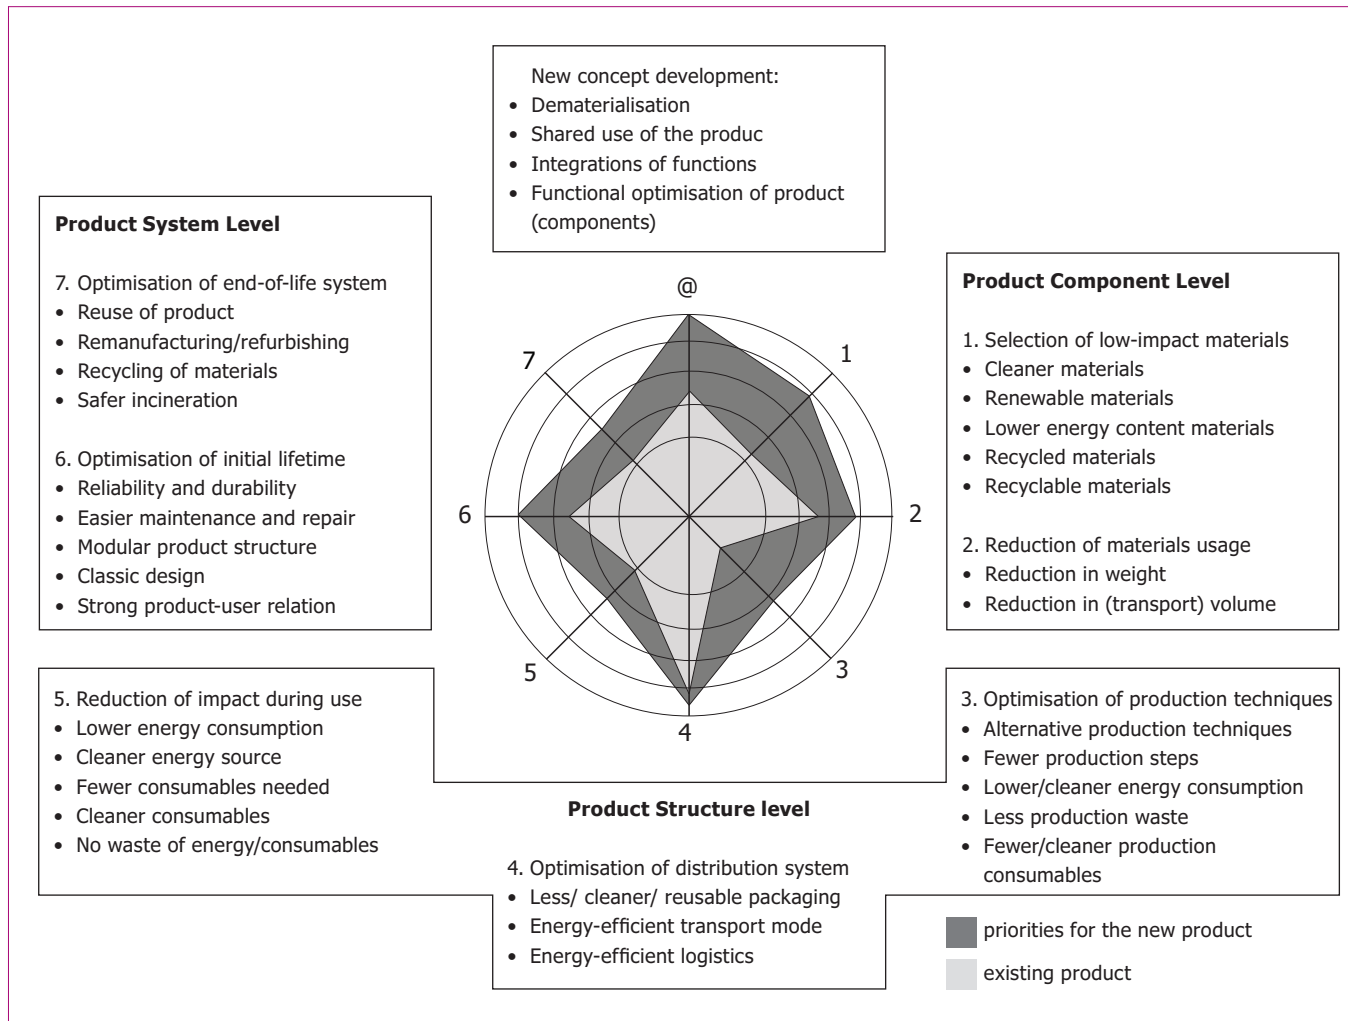 New concept development:
• Dematerialisation
• Shared use of the produc
• Integrations of functions
• Functional optimisation of product
(components)
Product System Level
7. Optimisation of end-of-life system
• Reuse of product
• Remanufacturing/refurbishing
• Recycling of materials
• Safer incineration
6. Optimisation of initial lifetime
• Reliability and durability
• Easier maintenance and repair
• Modular product structure
• Classic design
• Strong product-user relation
@
1
2
3
4
5
6
7
Product Component Level
1. Selection of low-impact materials
• Cleaner materials
• Renewable materials
• Lower energy content materials
• Recycled materials
• Recyclable materials
2. Reduction of materials usage
• Reduction in weight
• Reduction in (transport) volume
5. Reduction of impact during use
• Lower energy consumption
• Cleaner energy source
• Fewer consumables needed
• Cleaner consumables
• No waste of energy/consumables
Product Structure level
4. Optimisation of distribution system
• Less/ cleaner/ reusable packaging
• Energy-efficient transport mode
• Energy-efficient logistics
3. Optimisation of production techniques
• Alternative production techniques
• Fewer production steps
• Lower/cleaner energy consumption
• Less production waste
• Fewer/cleaner production
consumables
priorities for the new product
existing product